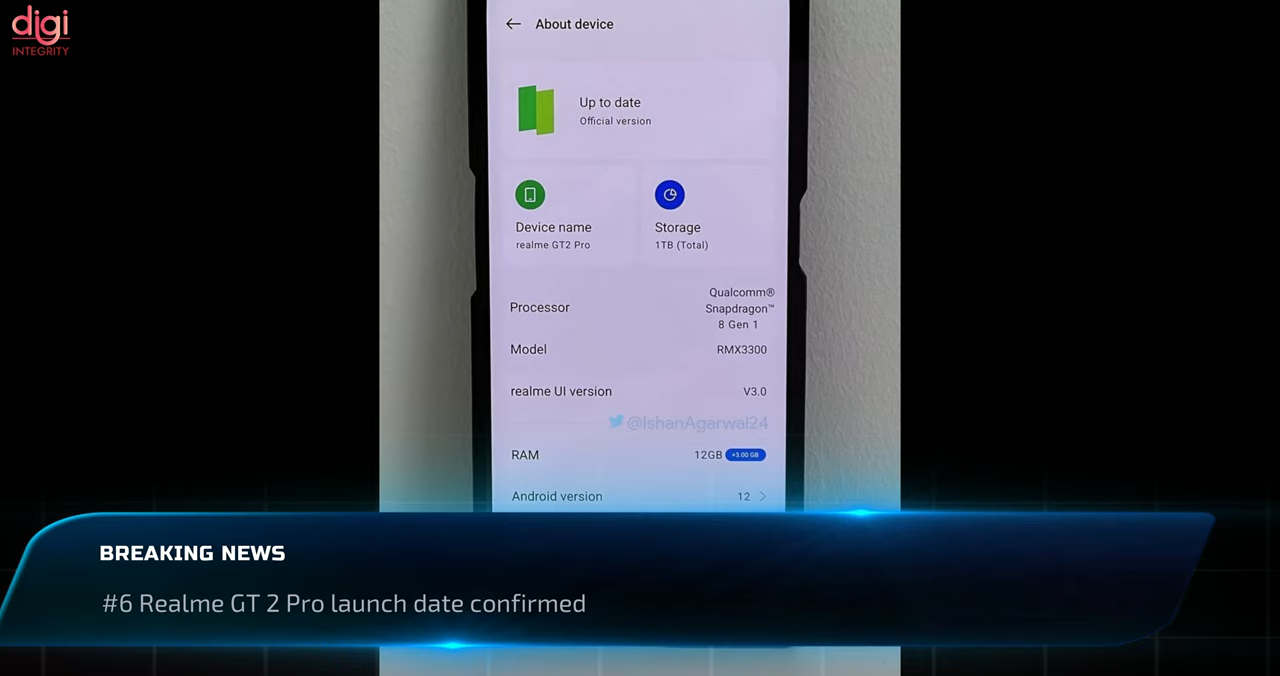 digi
INTEGRITY
← About device
Up to date
Official version
Device name
realme GT2 Pro
Storage
1TB (Total)
Processor
Qualcomm®
Snapdragon™
8 Gen 1
Model
RMX3300
realme UI version
V3.0
@IshanAgarwal24
RAM
12GB +3.00 GB
Android version
12 >
BREAKING NEWS
#6 Realme GT 2 Pro launch date confirmed